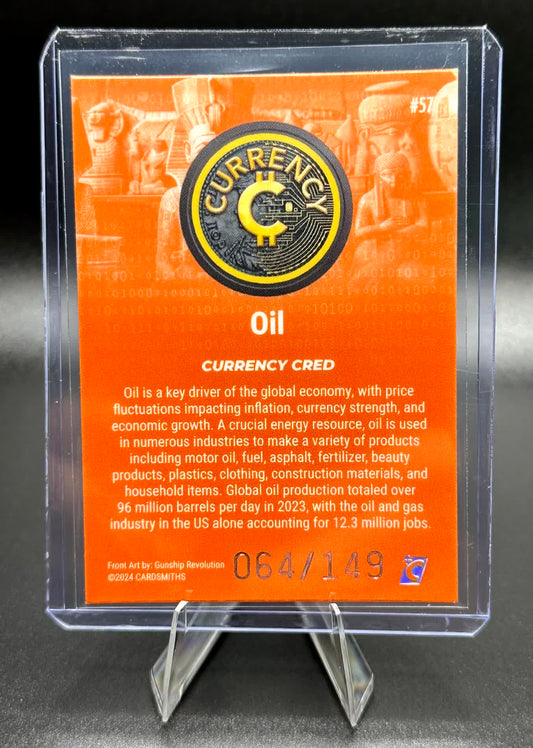 #57
CURRENCY
Oil
CURRENCY CRED
Oil is a key driver of the global economy, with price
fluctuations impacting inflation, currency strength, and
economic growth. A crucial energy resource, oil is used
in numerous industries to make a variety of products
including motor oil, fuel, asphalt, fertilizer, beauty
products, plastics, clothing, construction materials, and
household items. Global oil production totaled over
96 million barrels per day in 2023, with the oil and gas
industry in the US alone accounting for 12.3 million jobs.
Front Art by: Gunship Revolution
©2024 CARDSMITHS
064/149